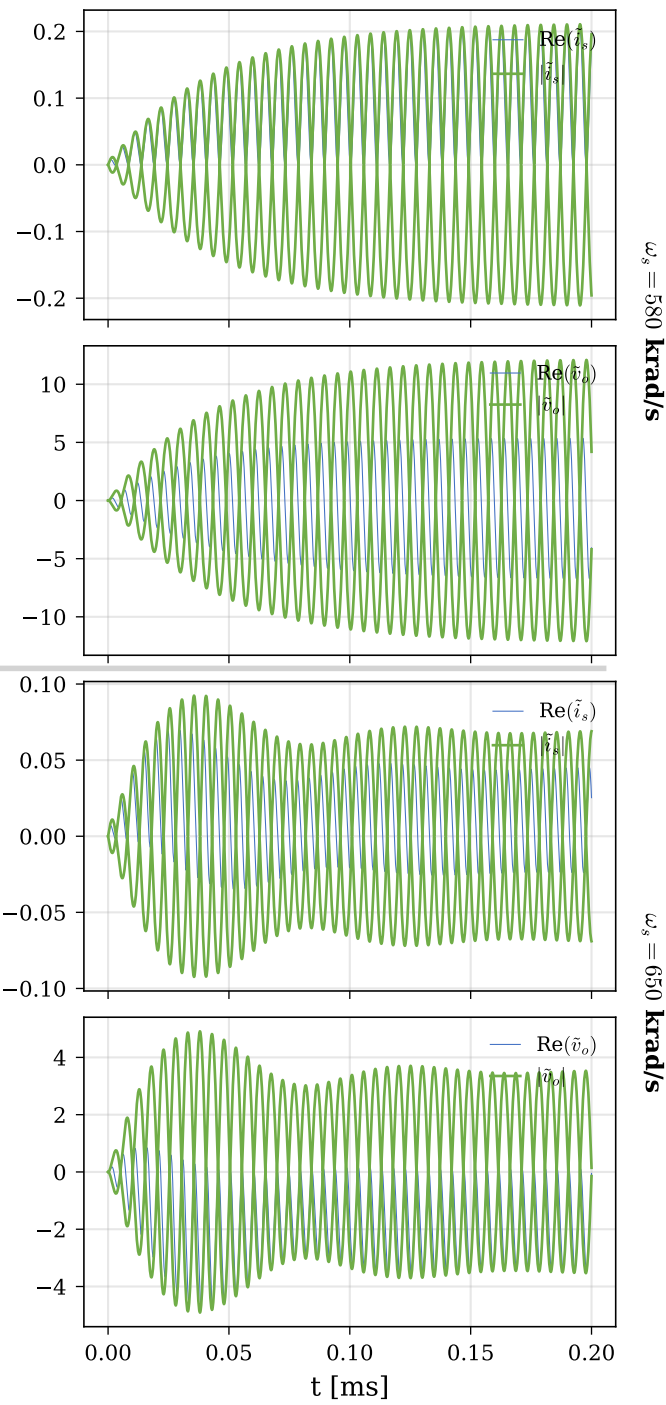 0.2
0.1
0.0
−0.1
−0.2
Re(ĩ_s)
|ĩ_s|
10
5
0
−5
−10
Re(ṽ_o)
|ṽ_o|
ω_s = 580 krad/s
0.10
0.05
0.00
−0.05
−0.10
Re(ĩ_s)
|ĩ_s|
4
2
0
−2
−4
Re(ṽ_o)
|ṽ_o|
ω_s = 650 krad/s
0.00 0.05 0.10 0.15 0.20
t [ms]